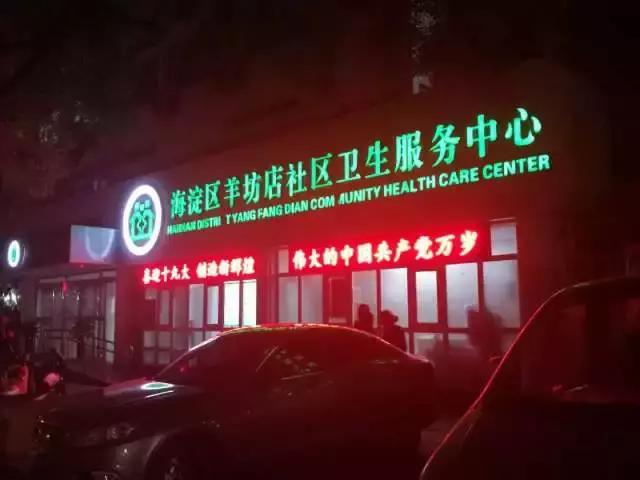 海淀区羊坊店社区卫生服务中心
HAIDIAN DISTRI T YANG FANG DIAN COM UNITY HEALTH CARE CENTER
喜迎十九大 创造新辉煌
伟大的中国共产党万岁